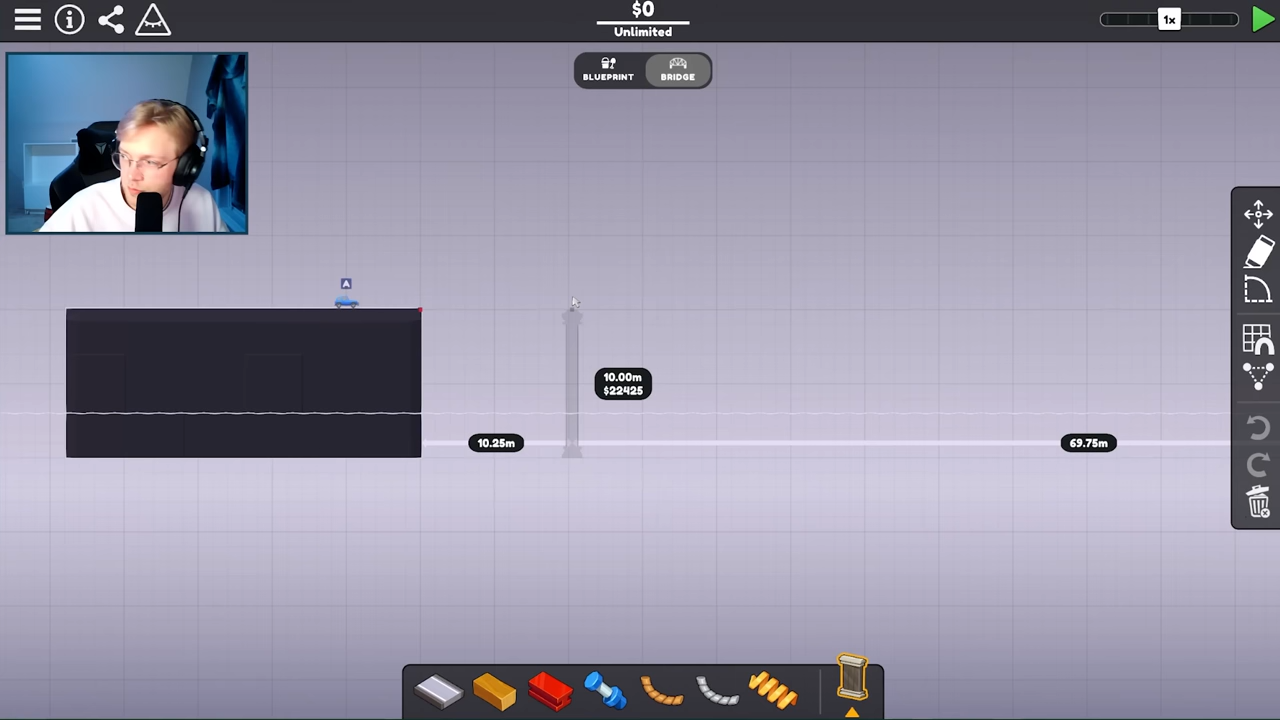 $0
Unlimited
1x
BLUEPRINT
BRIDGE
A
10.00m
$22425
10.25m
69.75m